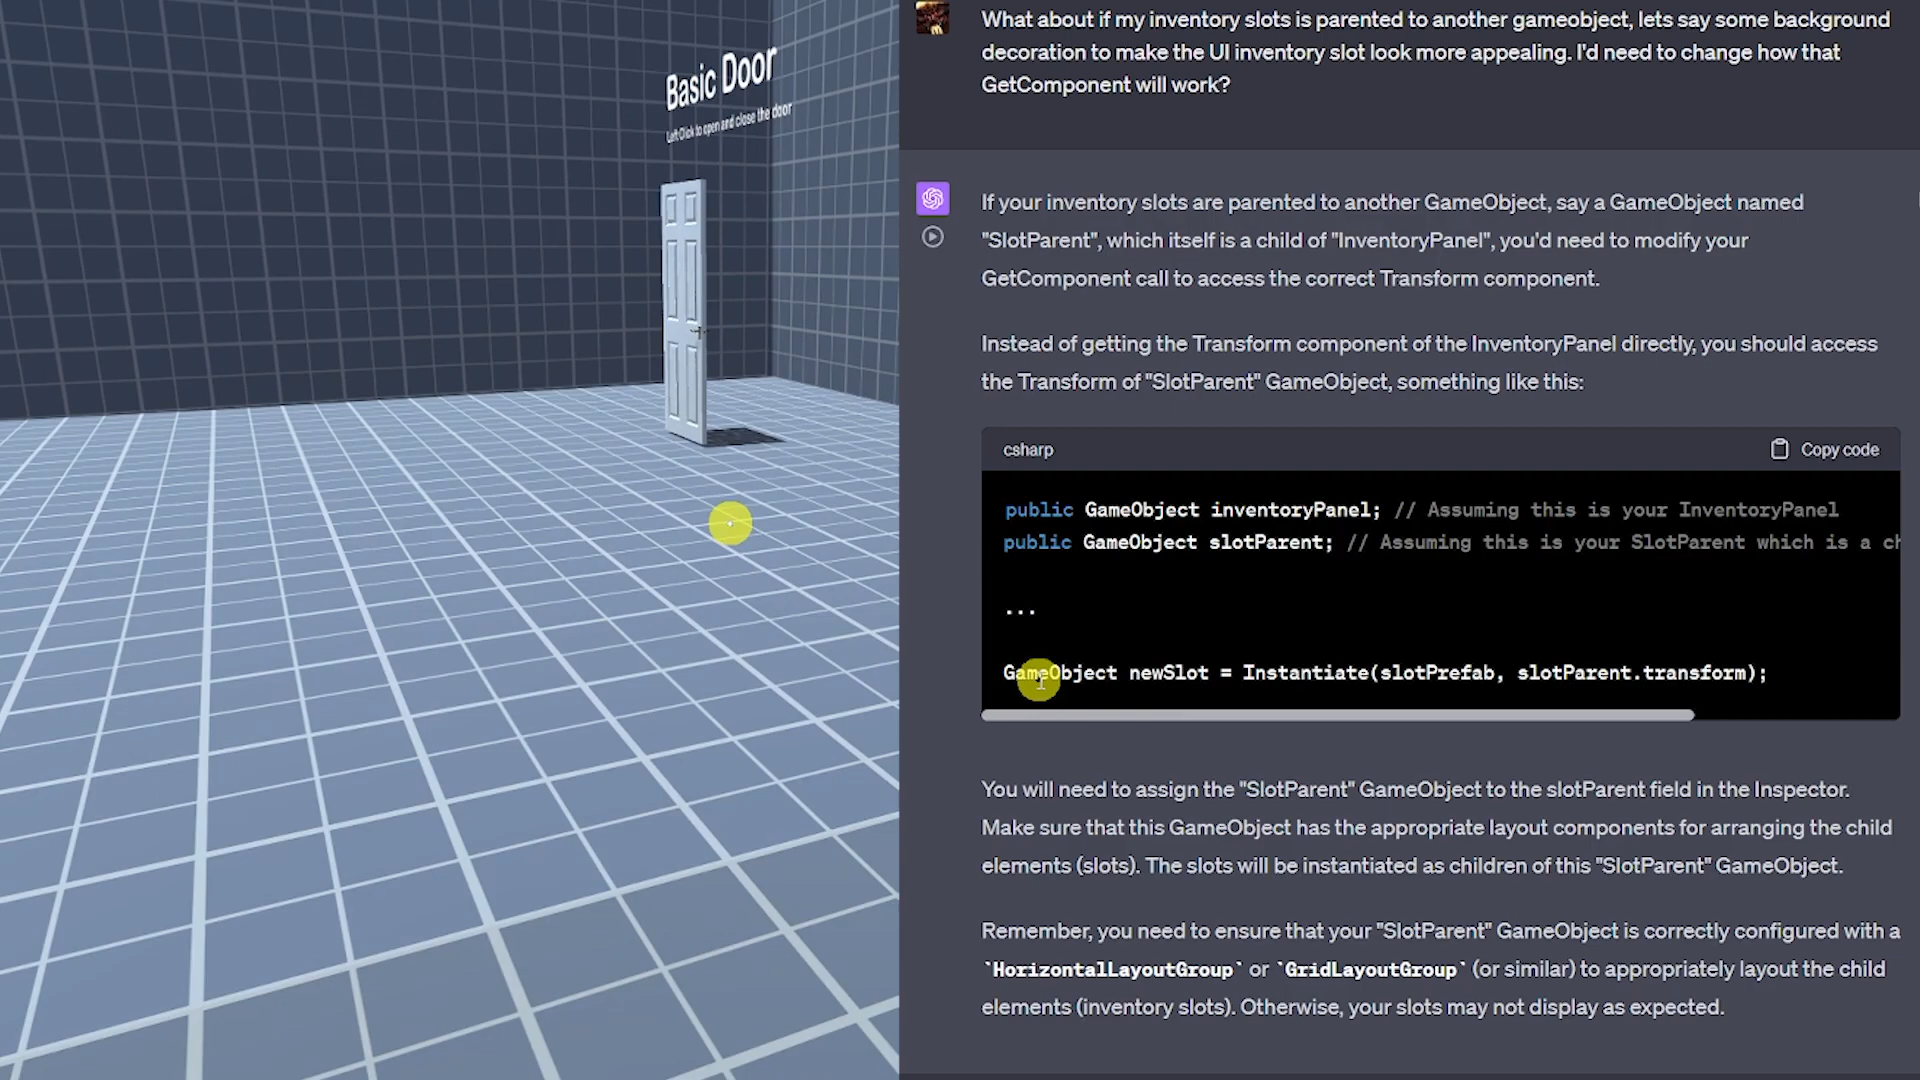 Basic Door
Left Click to open and close the door
What about if my inventory slots is parented to another gameobject, lets say some background
decoration to make the UI inventory slot look more appealing. I'd need to change how that
GetComponent will work?
If your inventory slots are parented to another GameObject, say a GameObject named
"SlotParent", which itself is a child of "InventoryPanel", you'd need to modify your
GetComponent call to access the correct Transform component.
Instead of getting the Transform component of the InventoryPanel directly, you should access
the Transform of "SlotParent" GameObject, something like this:
csharp
Copy code
public GameObject inventoryPanel; // Assuming this is your InventoryPanel
public GameObject slotParent; // Assuming this is your SlotParent which is a ch
...
GameObject newSlot = Instantiate(slotPrefab, slotParent.transform);
You will need to assign the "SlotParent" GameObject to the slotParent field in the Inspector.
Make sure that this GameObject has the appropriate layout components for arranging the child
elements (slots). The slots will be instantiated as children of this "SlotParent" GameObject.
Remember, you need to ensure that your "SlotParent" GameObject is correctly configured with a
`HorizontalLayoutGroup` or `GridLayoutGroup` (or similar) to appropriately layout the child
elements (inventory slots). Otherwise, your slots may not display as expected.